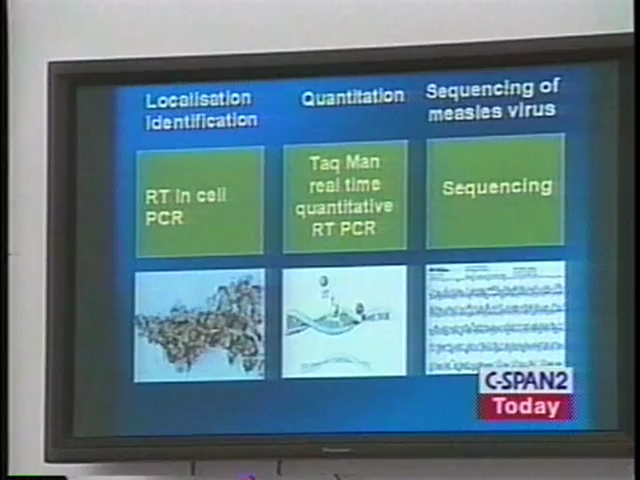 Localisation
identification
Quantitation
Sequencing of
measles virus
RT in cell
PCR
Taq Man
real time
quantitative
RT PCR
Sequencing
C-SPAN2
Today